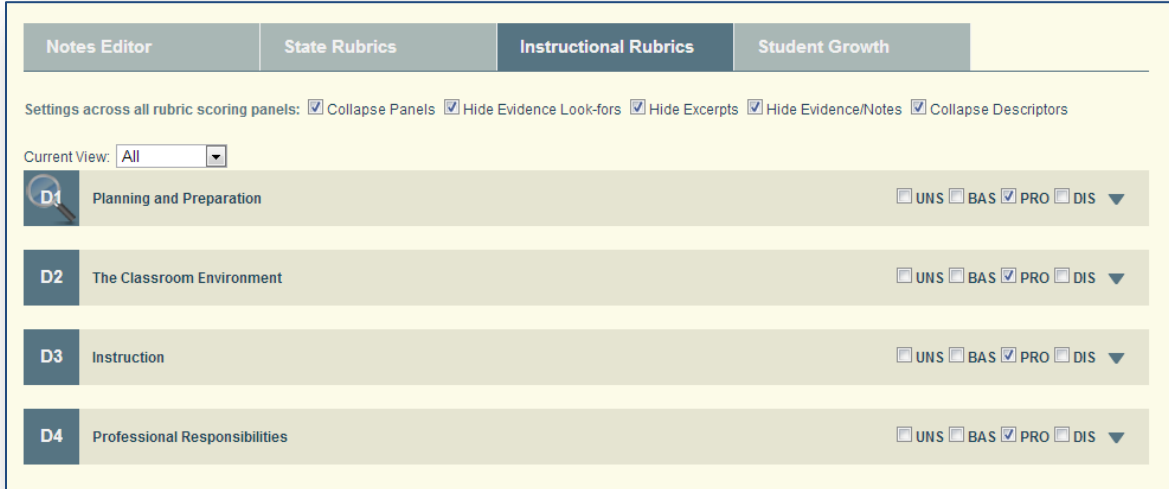 Notes Editor State Rubrics Instructional Rubrics Student Growth
Settings across all rubric scoring panels: Collapse Panels Hide Evidence Look-fors Hide Excerpts Hide Evidence/Notes Collapse Descriptors
Current View: All
D1 Planning and Preparation UNS BAS PRO DIS
D2 The Classroom Environment UNS BAS PRO DIS
D3 Instruction UNS BAS PRO DIS
D4 Professional Responsibilities UNS BAS PRO DIS